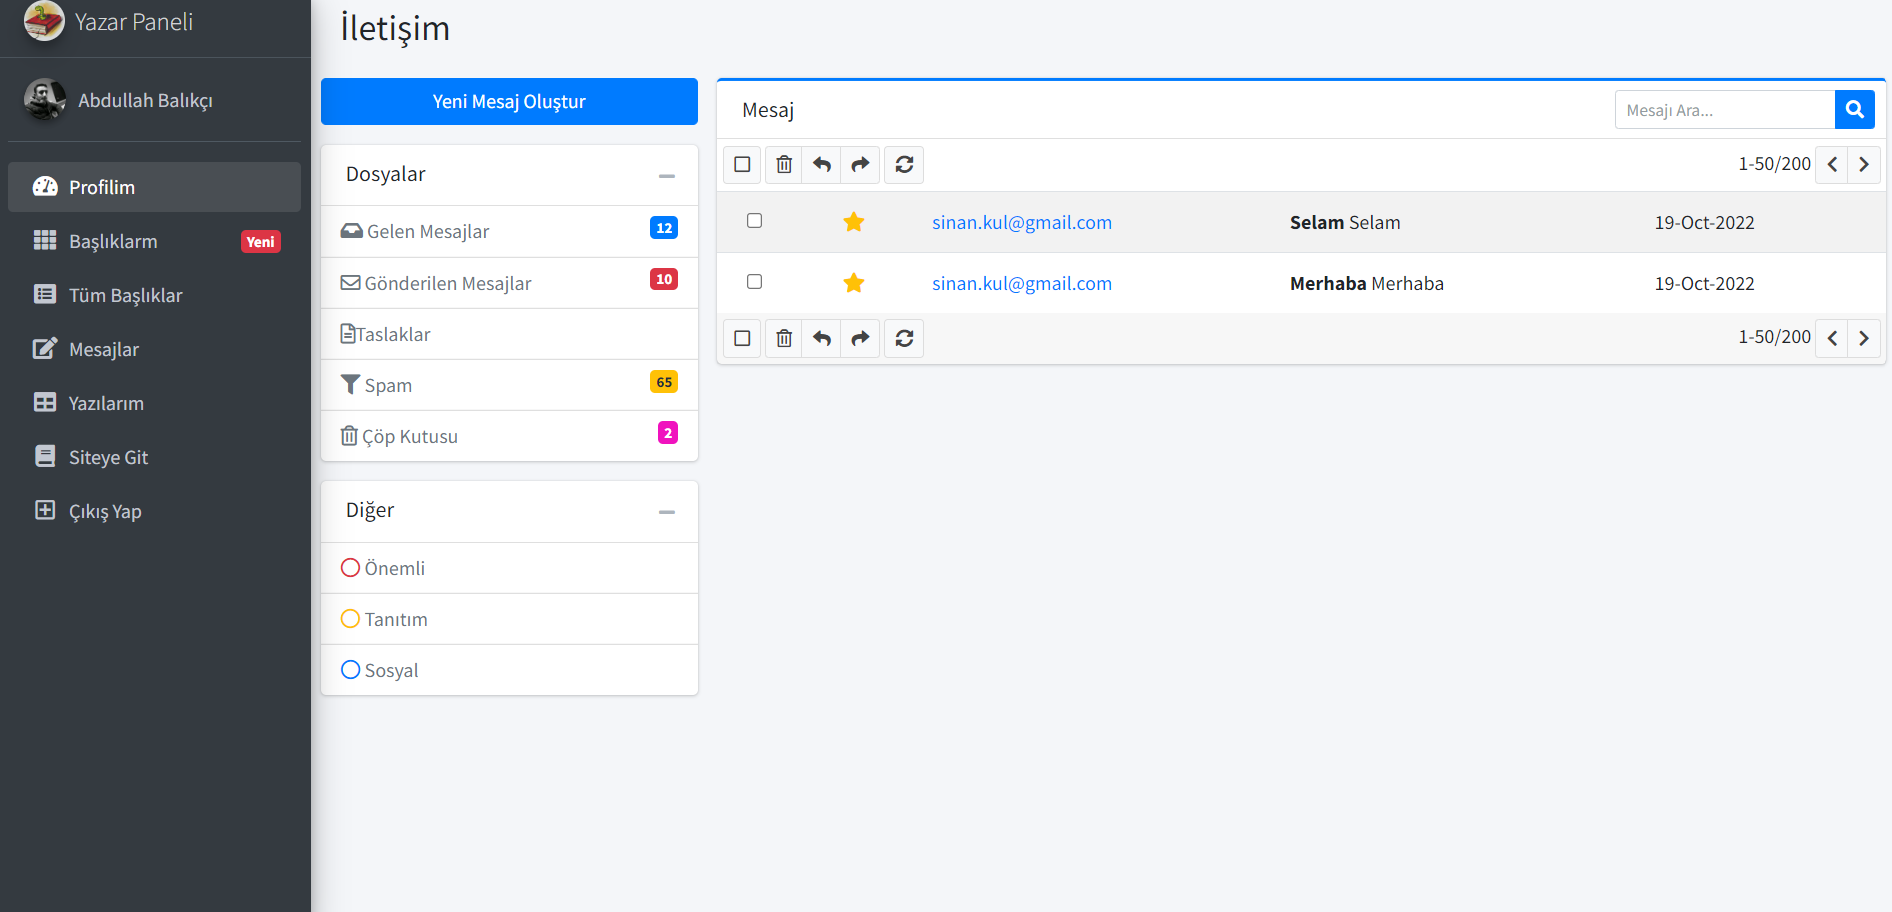 Yazar Paneli
Abdullah Balıkçı
Profilim
Başlıklarm Yeni
Tüm Başlıklar
Mesajlar
Yazılarım
Siteye Git
Çıkış Yap
İletişim
Yeni Mesaj Oluştur
Dosyalar
Gelen Mesajlar 12
Gönderilen Mesajlar 10
Taslaklar
Spam 65
Çöp Kutusu 2
Diğer
Önemli
Tanıtım
Sosyal
Mesaj
Mesajı Ara...
1-50/200
sinan.kul@gmail.com Selam Selam 19-Oct-2022
sinan.kul@gmail.com Merhaba Merhaba 19-Oct-2022
1-50/200